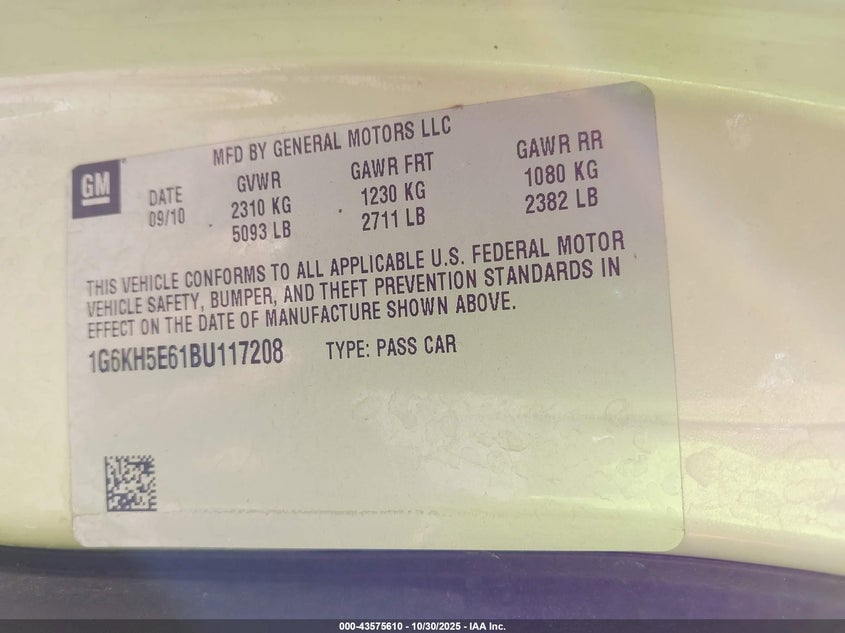 MFD BY GENERAL MOTORS LLC
GM
DATE GVWR GAWR FRT GAWR RR
09/10 2310 KG 1230 KG 1080 KG
5093 LB 2711 LB 2382 LB
THIS VEHICLE CONFORMS TO ALL APPLICABLE U.S. FEDERAL MOTOR
VEHICLE SAFETY, BUMPER, AND THEFT PREVENTION STANDARDS IN
EFFECT ON THE DATE OF MANUFACTURE SHOWN ABOVE.
1G6KH5E61BU117208 TYPE: PASS CAR
000-43575610 - 10/30/2025 - IAA Inc.